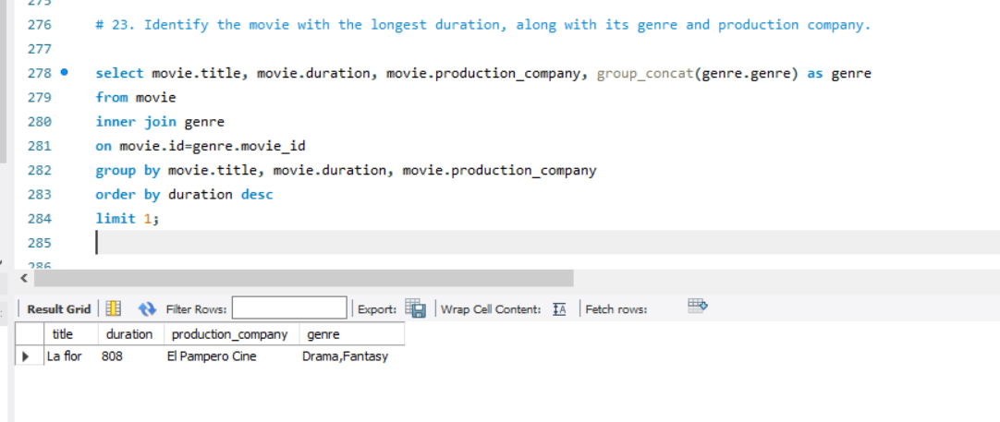 275
276 # 23. Identify the movie with the longest duration, along with its genre and production company.
277
278 select movie.title, movie.duration, movie.production_company, group_concat(genre.genre) as genre
279 from movie
280 inner join genre
281 on movie.id=genre.movie_id
282 group by movie.title, movie.duration, movie.production_company
283 order by duration desc
284 limit 1;
285
286
Result Grid Filter Rows: Export: Wrap Cell Content: Fetch rows:
title duration production_company genre
La flor 808 El Pampero Cine Drama,Fantasy